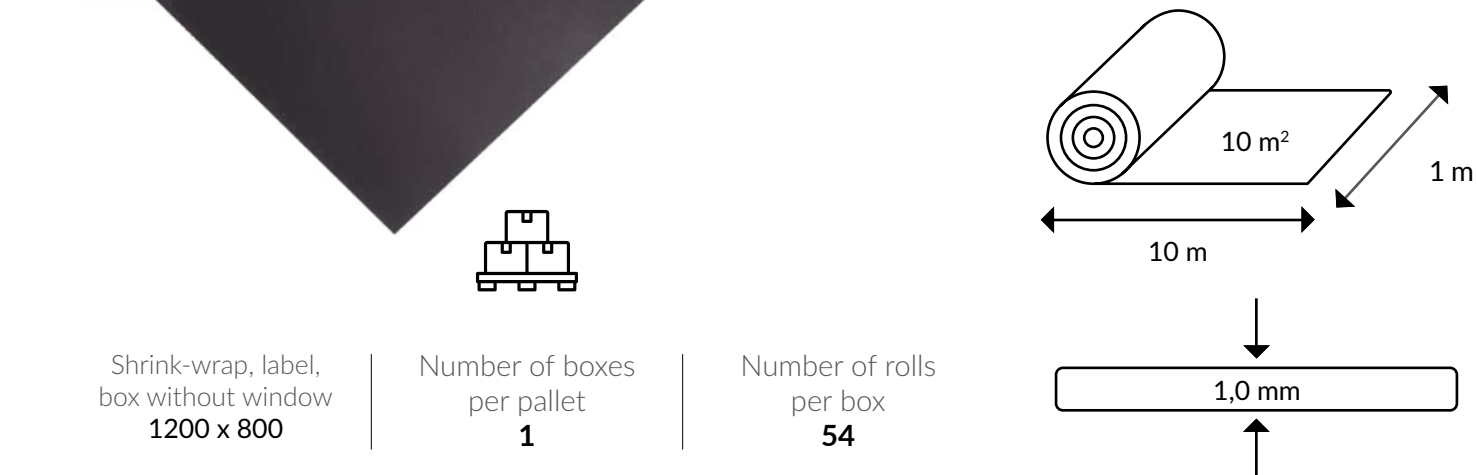 10 m²
1 m
10 m
1,0 mm
Shrink-wrap, label,
box without window
1200 x 800
Number of boxes
per pallet
1
Number of rolls
per box
54